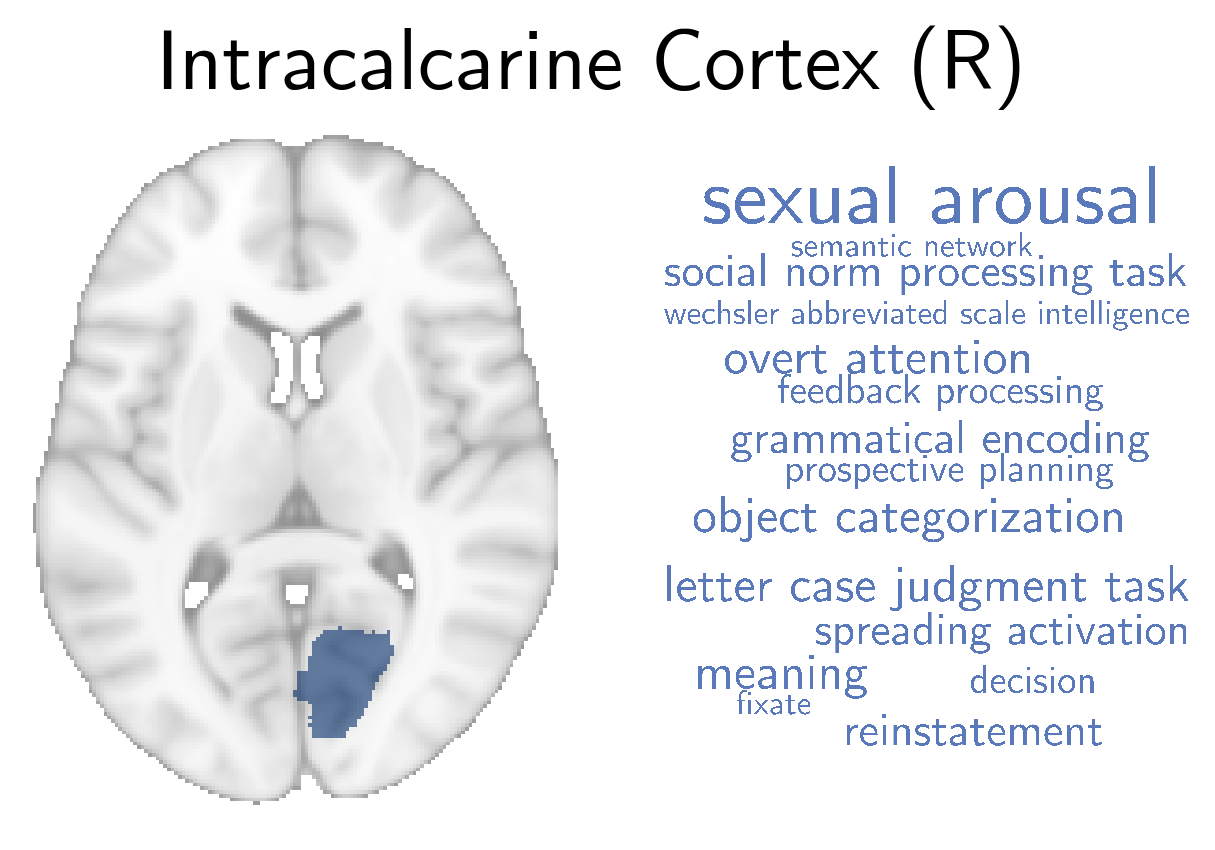 Intracalcarine Cortex (R)
sexual arousal
semantic network
social norm processing task
wechsler abbreviated scale intelligence
overt attention
feedback processing
grammatical encoding
prospective planning
object categorization
letter case judgment task
spreading activation
meaning
decision
fixate
reinstatement